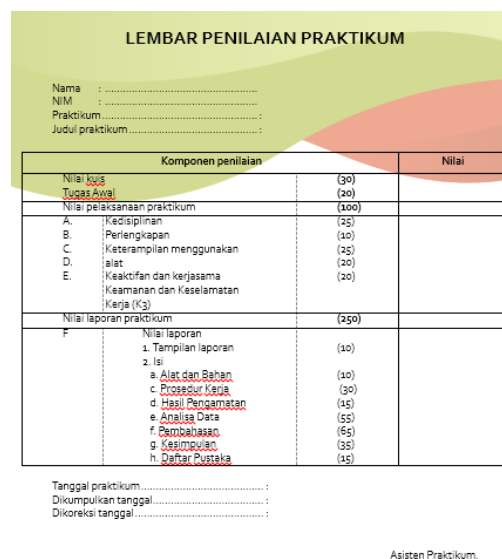 LEMBAR PENILAIAN PRAKTIKUM
Nama : ................................................
NIM : ................................................
Praktikum................................................ :
Judul praktikum........................................ :
Komponen penilaian Nilai
Nilai kuis (30)
Tugas Awal (20)
Nilai pelaksanaan praktikum (100)
A. Kedisiplinan (25)
B. Perlengkapan (10)
C. Keterampilan menggunakan (25)
D. alat (20)
E. Keaktifan dan kerjasama (20)
Keamanan dan Keselamatan
Kerja (K3)
Nilai laporan praktikum (250)
F Nilai laporan
1. Tampilan laporan (10)
2. Isi
a. Alat dan Bahan (10)
c. Prosedur Kerja (30)
d. Hasil Pengamatan (15)
e. Analisa Data (55)
f. Pembahasan (65)
g. Kesimpulan (35)
h. Daftar Pustaka (15)
Tanggal praktikum....................................... :
Dikumpulkan tanggal................................... :
Dikoreksi tanggal......................................... :
Asisten Praktikum,